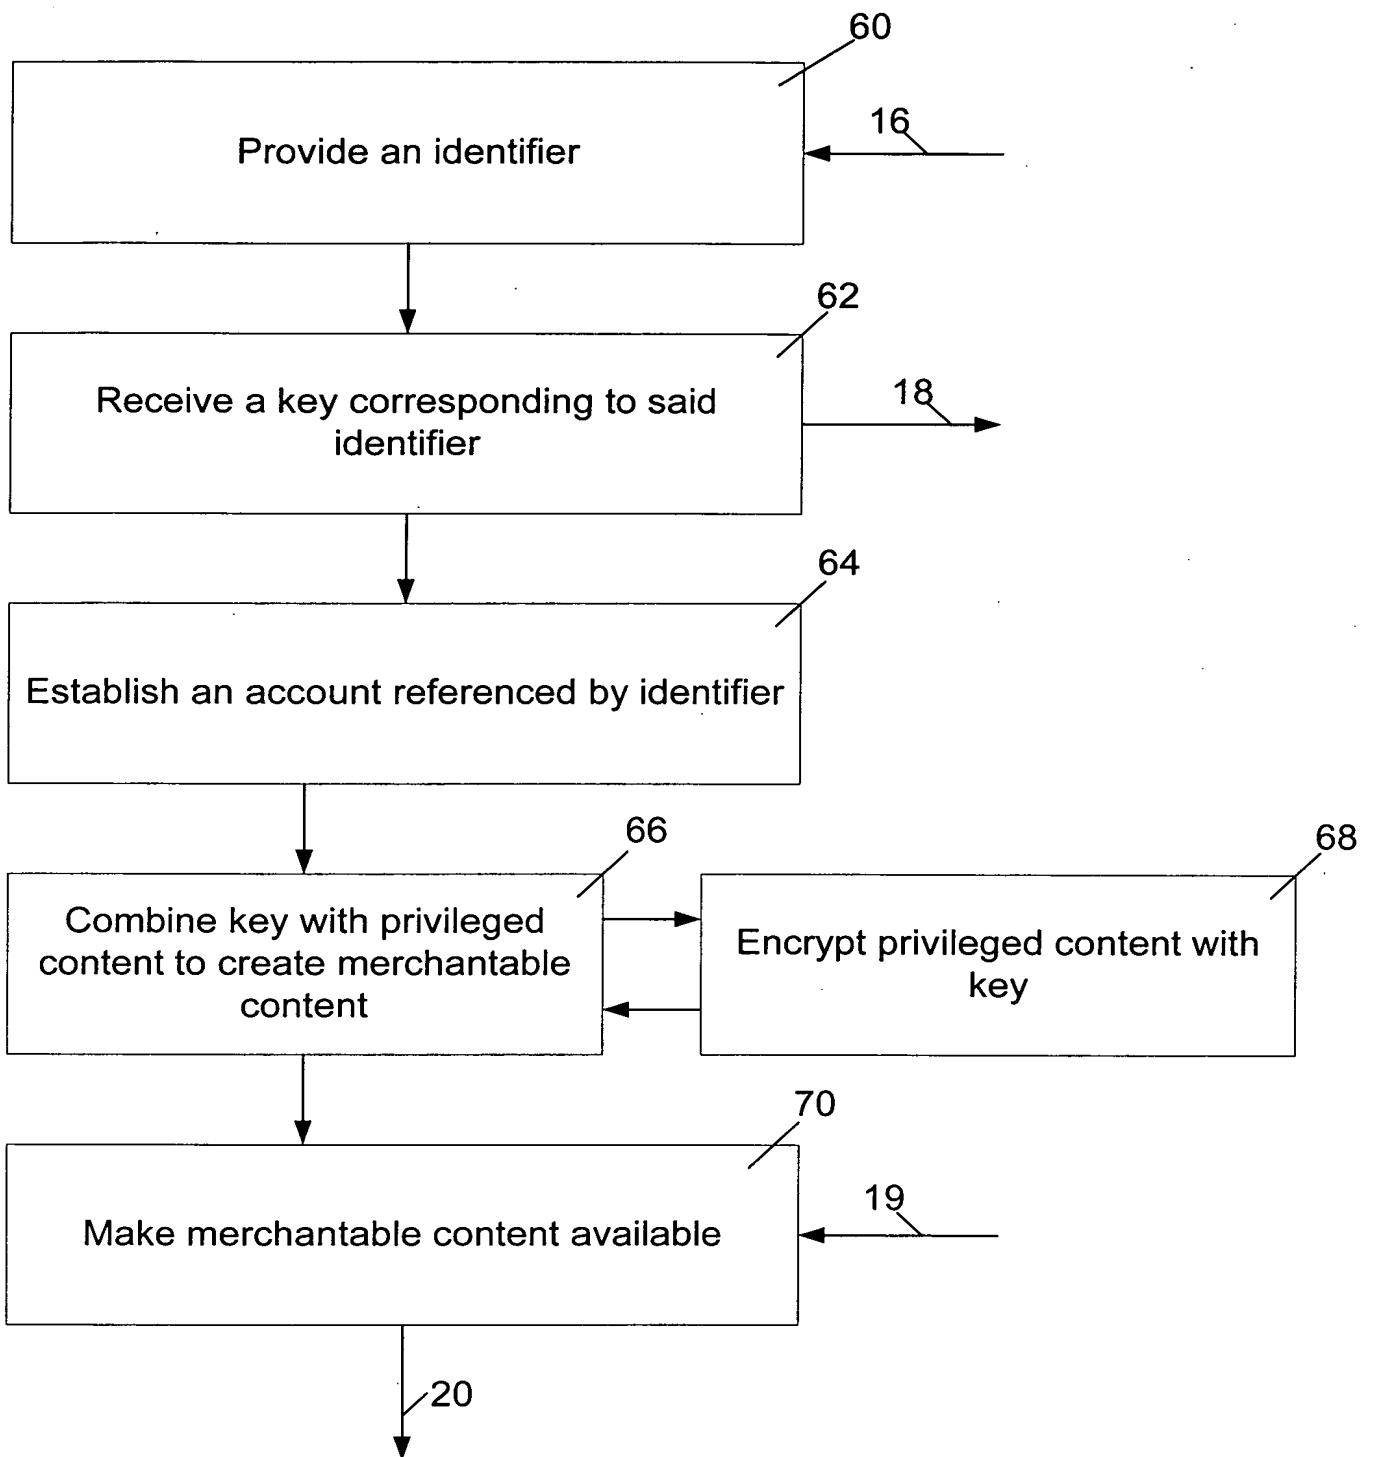 60
16
Provide an identifier
62
18
Receive a key corresponding to said
identifier
64
Establish an account referenced by identifier
66
68
Combine key with privileged
content to create merchantable
content
Encrypt privileged content with
key
70
19
Make merchantable content available
20